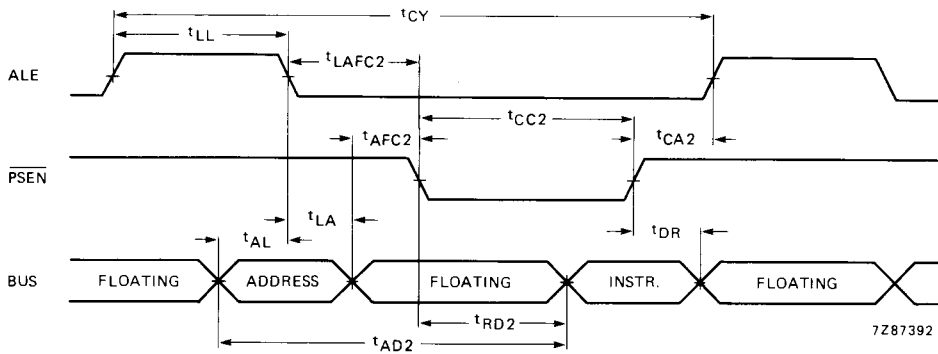 tCY
tLL
tLAFC2
ALE
tCC2
tAFC2
tCA2
PSEN
tLA
tAL
tDR
BUS
FLOATING
ADDRESS
FLOATING
INSTR.
FLOATING
tRD2
tAD2
7Z87392